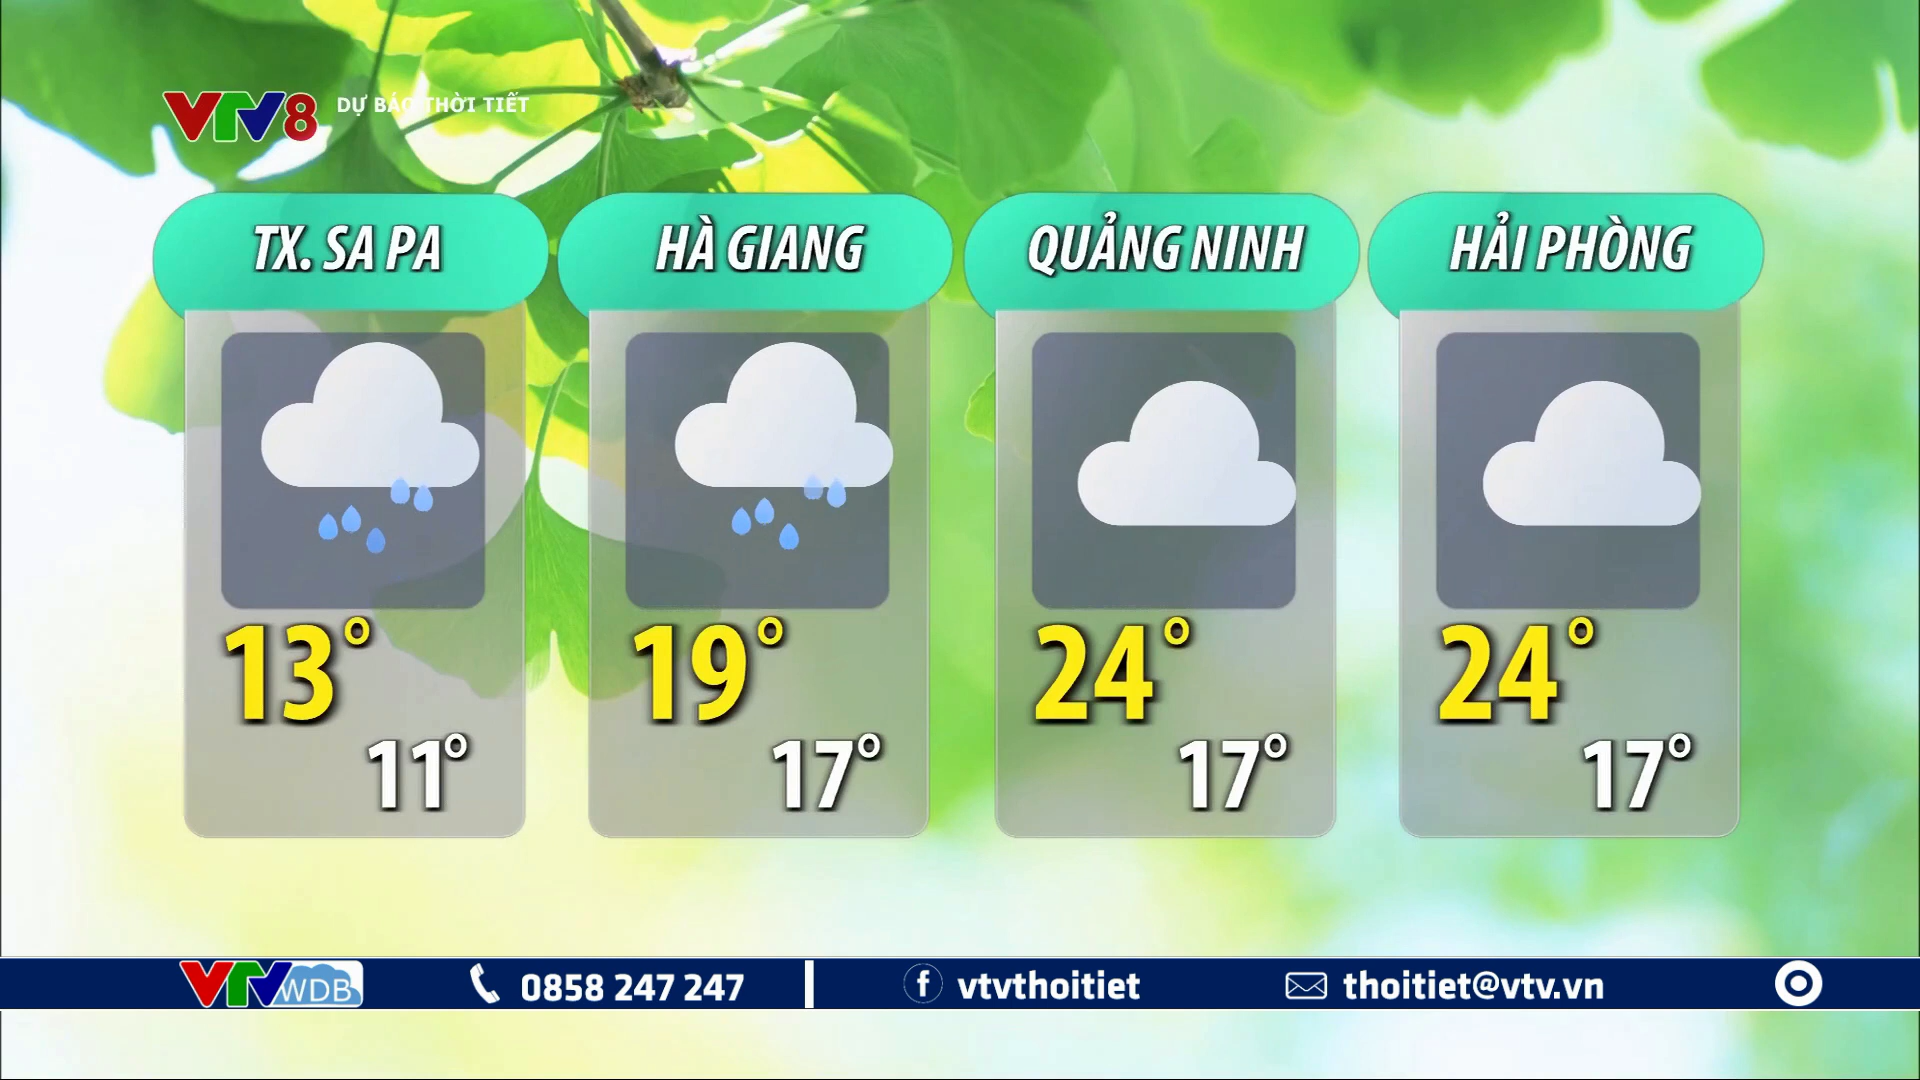 VTV8 DỰ BÁO THỜI TIẾT
TX. SA PA
13°
11°
HÀ GIANG
19°
17°
QUẢNG NINH
24°
17°
HẢI PHÒNG
24°
17°
VTV WDB 0858 247 247 vtvthoitiet thoitiet@vtv.vn